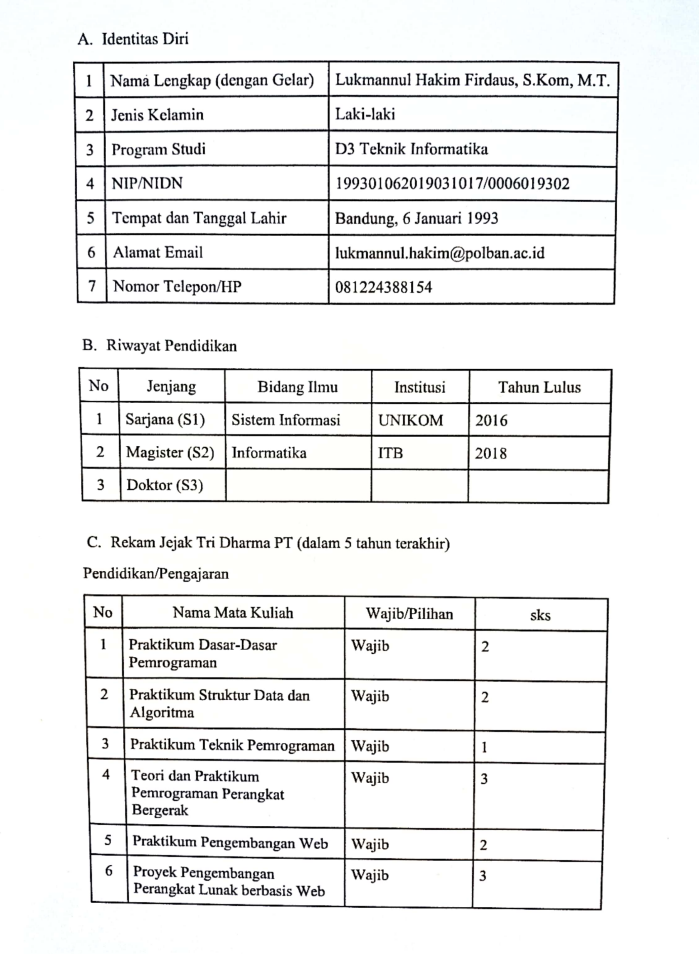 A. Identitas Diri
1 Nama Lengkap (dengan Gelar) Lukmannul Hakim Firdaus, S.Kom, M.T.
2 Jenis Kelamin Laki-laki
3 Program Studi D3 Teknik Informatika
4 NIP/NIDN 199301062019031017/0006019302
5 Tempat dan Tanggal Lahir Bandung, 6 Januari 1993
6 Alamat Email lukmannul.hakim@polban.ac.id
7 Nomor Telepon/HP 081224388154
B. Riwayat Pendidikan
No Jenjang Bidang Ilmu Institusi Tahun Lulus
1 Sarjana (S1) Sistem Informasi UNIKOM 2016
2 Magister (S2) Informatika ITB 2018
3 Doktor (S3)
C. Rekam Jejak Tri Dharma PT (dalam 5 tahun terakhir)
Pendidikan/Pengajaran
No Nama Mata Kuliah Wajib/Pilihan sks
1 Praktikum Dasar-Dasar Wajib 2
Pemrograman
2 Praktikum Struktur Data dan Wajib 2
Algoritma
3 Praktikum Teknik Pemrograman Wajib 1
4 Teori dan Praktikum Wajib 3
Pemrograman Perangkat
Bergerak
5 Praktikum Pengembangan Web Wajib 2
6 Proyek Pengembangan Wajib 3
Perangkat Lunak berbasis Web